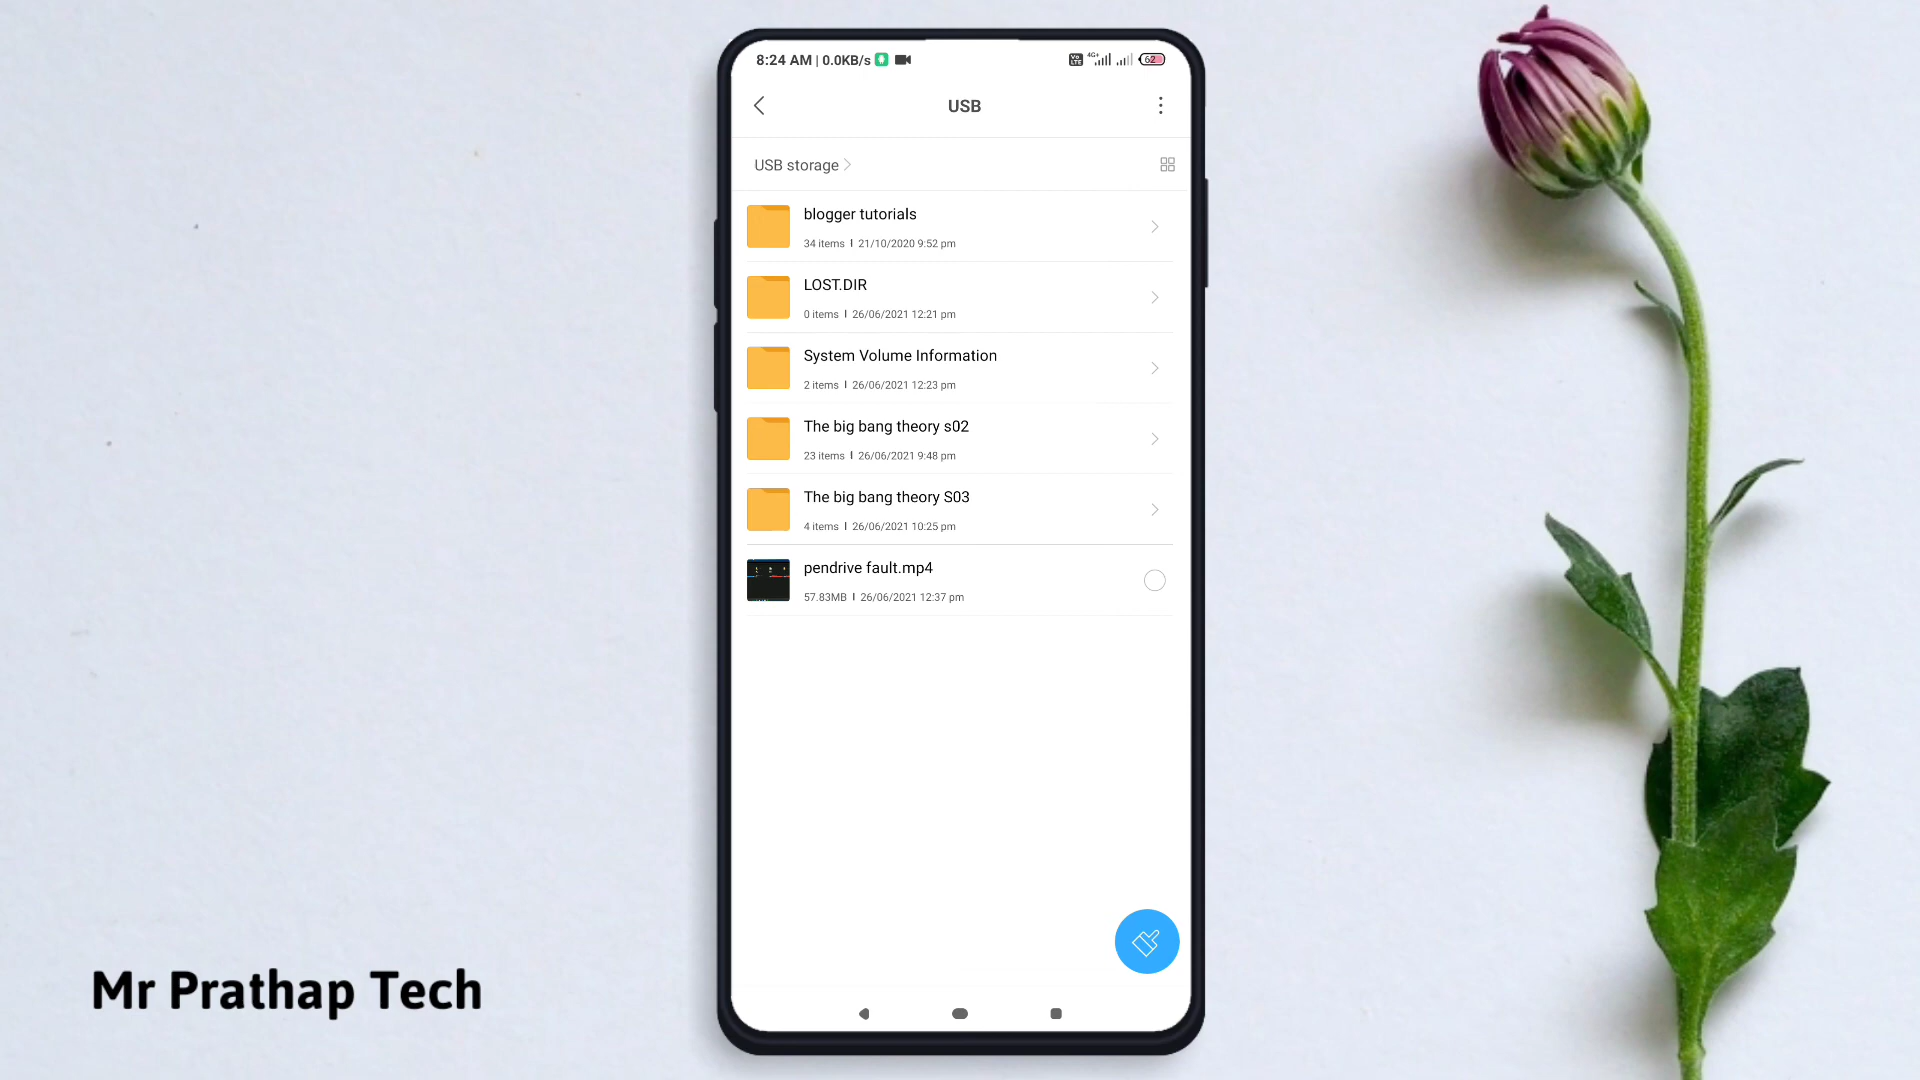 8:24 AM | 0.0KB/s
Vo LTE 4G+ 62
USB
USB storage
blogger tutorials
34 items | 21/10/2020 9:52 pm
LOST.DIR
0 items | 26/06/2021 12:21 pm
System Volume Information
2 items | 26/06/2021 12:23 pm
The big bang theory s02
23 items | 26/06/2021 9:48 pm
The big bang theory S03
4 items | 26/06/2021 10:25 pm
pendrive fault.mp4
57.83MB | 26/06/2021 12:37 pm
Mr Prathap Tech